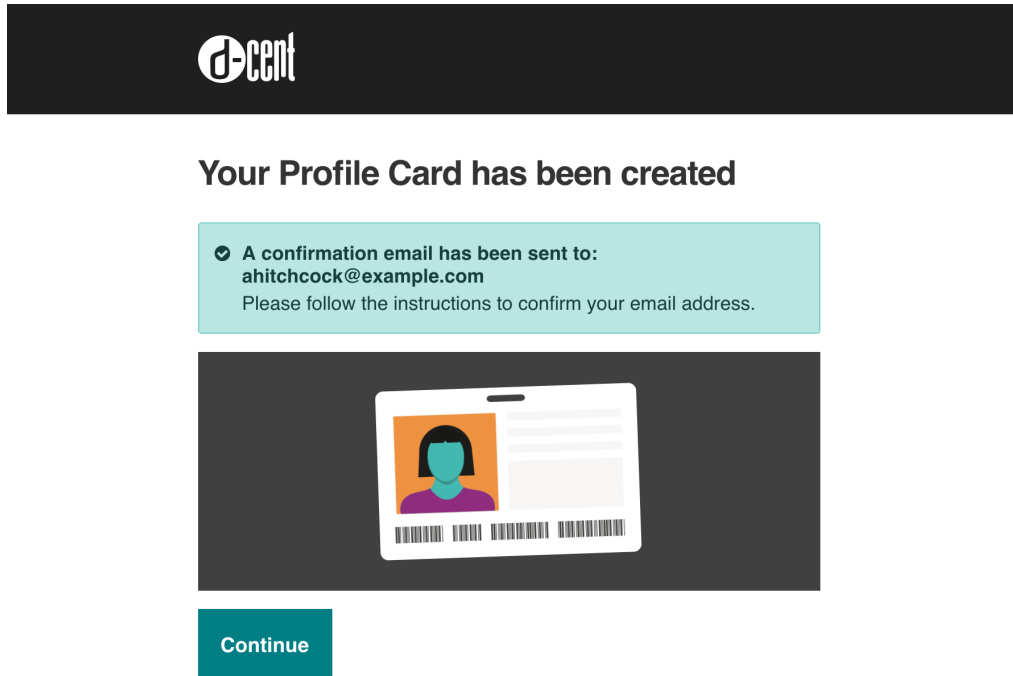 d-cent
Your Profile Card has been created
A confirmation email has been sent to:
ahitchcock@example.com
Please follow the instructions to confirm your email address.
Continue